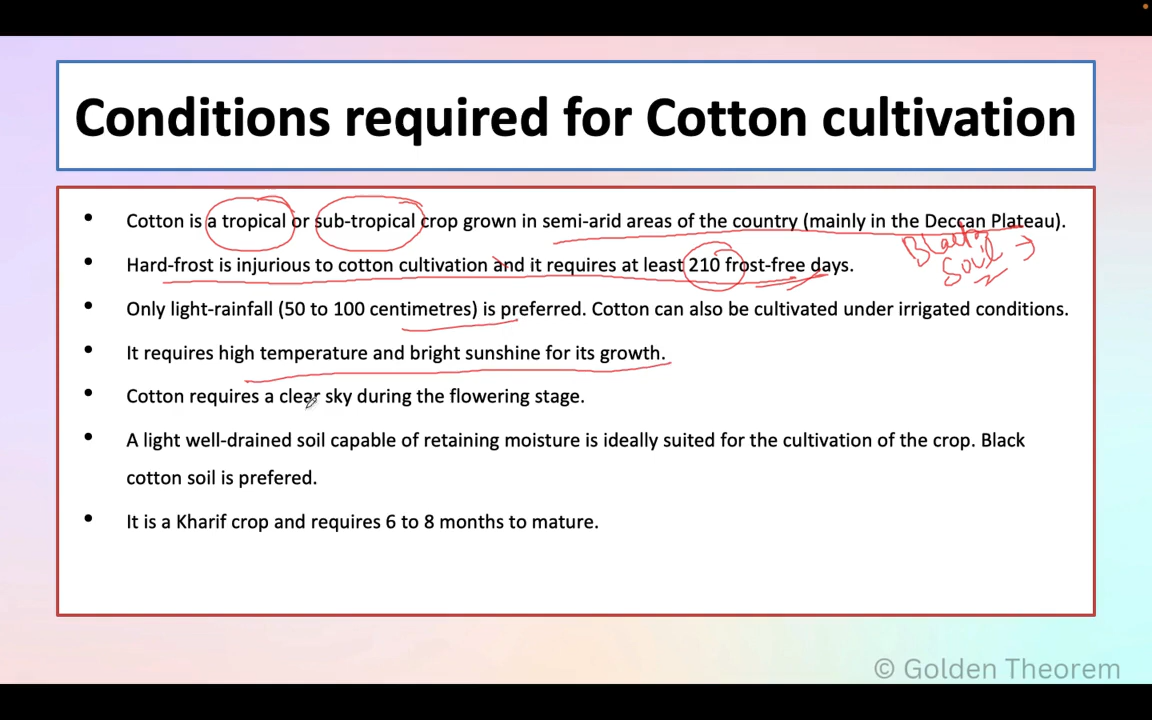 Conditions required for Cotton cultivation
• Cotton is a tropical or sub-tropical crop grown in semi-arid areas of the country (mainly in the Deccan Plateau).
Black
Soil
• Hard-frost is injurious to cotton cultivation and it requires at least 210 frost-free days.
• Only light-rainfall (50 to 100 centimetres) is preferred. Cotton can also be cultivated under irrigated conditions.
• It requires high temperature and bright sunshine for its growth.
• Cotton requires a clear sky during the flowering stage.
• A light well-drained soil capable of retaining moisture is ideally suited for the cultivation of the crop. Black
cotton soil is prefered.
• It is a Kharif crop and requires 6 to 8 months to mature.
© Golden Theorem